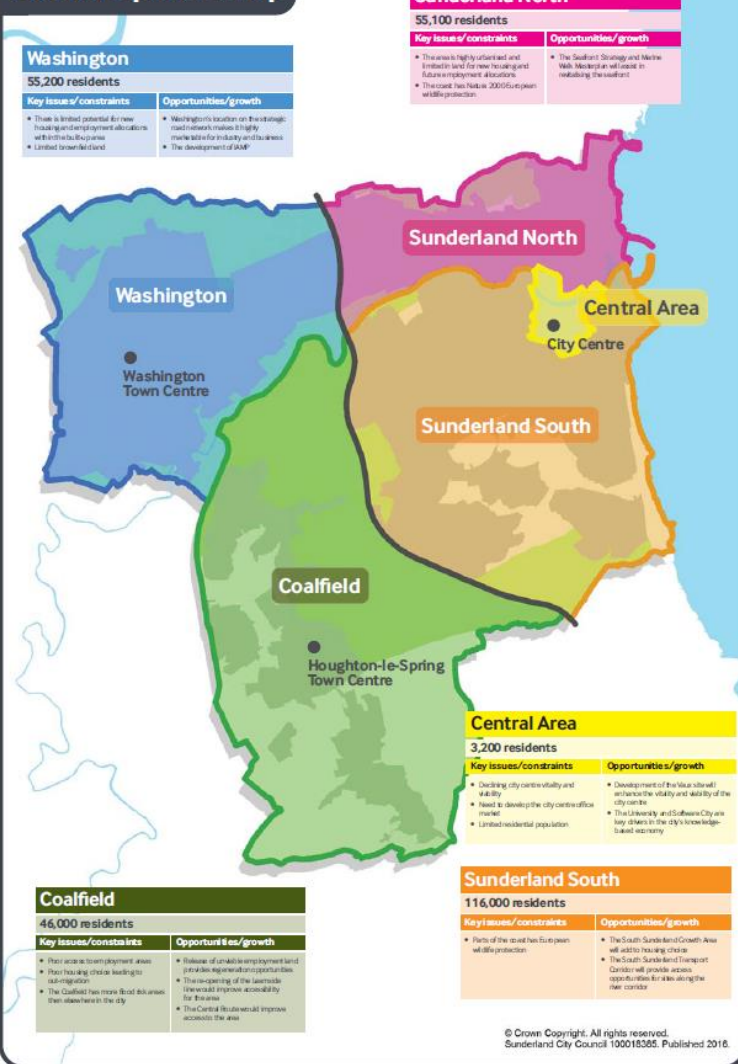 Sunderland North
55,100 residents
Key issues/constraints
Opportunities/growth
• The area is highly urbanised and
limited in land for new housing and
future employment allocations
• The coast has Natura 2000 European
wildlife protection
• The Seafront Strategy and Marine
Walk Masterplan will assist in
revitalising the seafront
Washington
55,200 residents
Key issues/constraints
Opportunities/growth
• There is limited potential for new
housing and employment allocations
within the built up area
• Limited brownfield land
• Washington's location on the strategic
road network makes it highly
marketable for industry and business
• The development of IAMP
Sunderland North
Washington
Central Area
City Centre
Washington
Town Centre
Sunderland South
Coalfield
Houghton-le-Spring
Town Centre
Central Area
3,200 residents
Key issues/constraints
Opportunities/growth
• Declining city centre vitality and
viability
• Need to develop the city centre office
market
• Limited residential population
• Development of the Vaux site will
enhance the vitality and viability of the
city centre
• The University and Software City are
key drivers in the city's knowledge-
based economy
Sunderland South
116,000 residents
Key issues/constraints
Opportunities/growth
• Parts of the coast has European
wildlife protection
• The South Sunderland Growth Area
will add to housing choice
• The South Sunderland Transport
Corridor will provide access
opportunities for sites along the
river corridor
Coalfield
46,000 residents
Key issues/constraints
Opportunities/growth
• Poor access to employment areas
• Poor housing choice leading to
out-migration
• The Coalfield has more flood risk areas
then elsewhere in the city
• Release of unviable employment land
provides regeneration opportunities
• The re-opening of the Leamside
line would improve accessibility
for the area
• The Central Route would improve
access to the area
© Crown Copyright. All rights reserved.
Sunderland City Council 100018385. Published 2016.